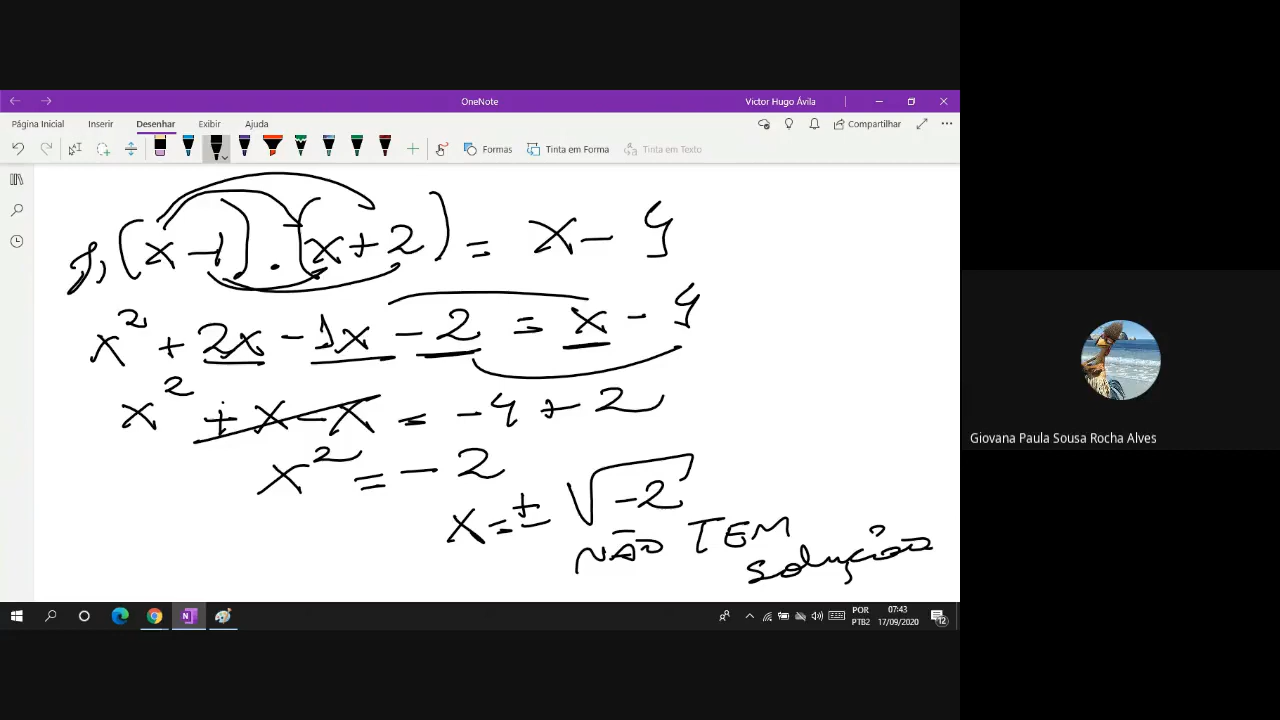 OneNote
Victor Hugo Ávila
Página Inicial Inserir Desenhar Exibir Ajuda
Compartilhar
Formas Tinta em Forma Tinta em Texto
(x-1).(x+2) = x-4
x² + 2x - 1x - 2 = x - 4
x² + x - x = -4 + 2
x² = -2
x = ± √-2
NÃO TEM
SOLUÇÃO
Giovana Paula Sousa Rocha Alves
POR 07:43
PTB2 17/09/2020
12